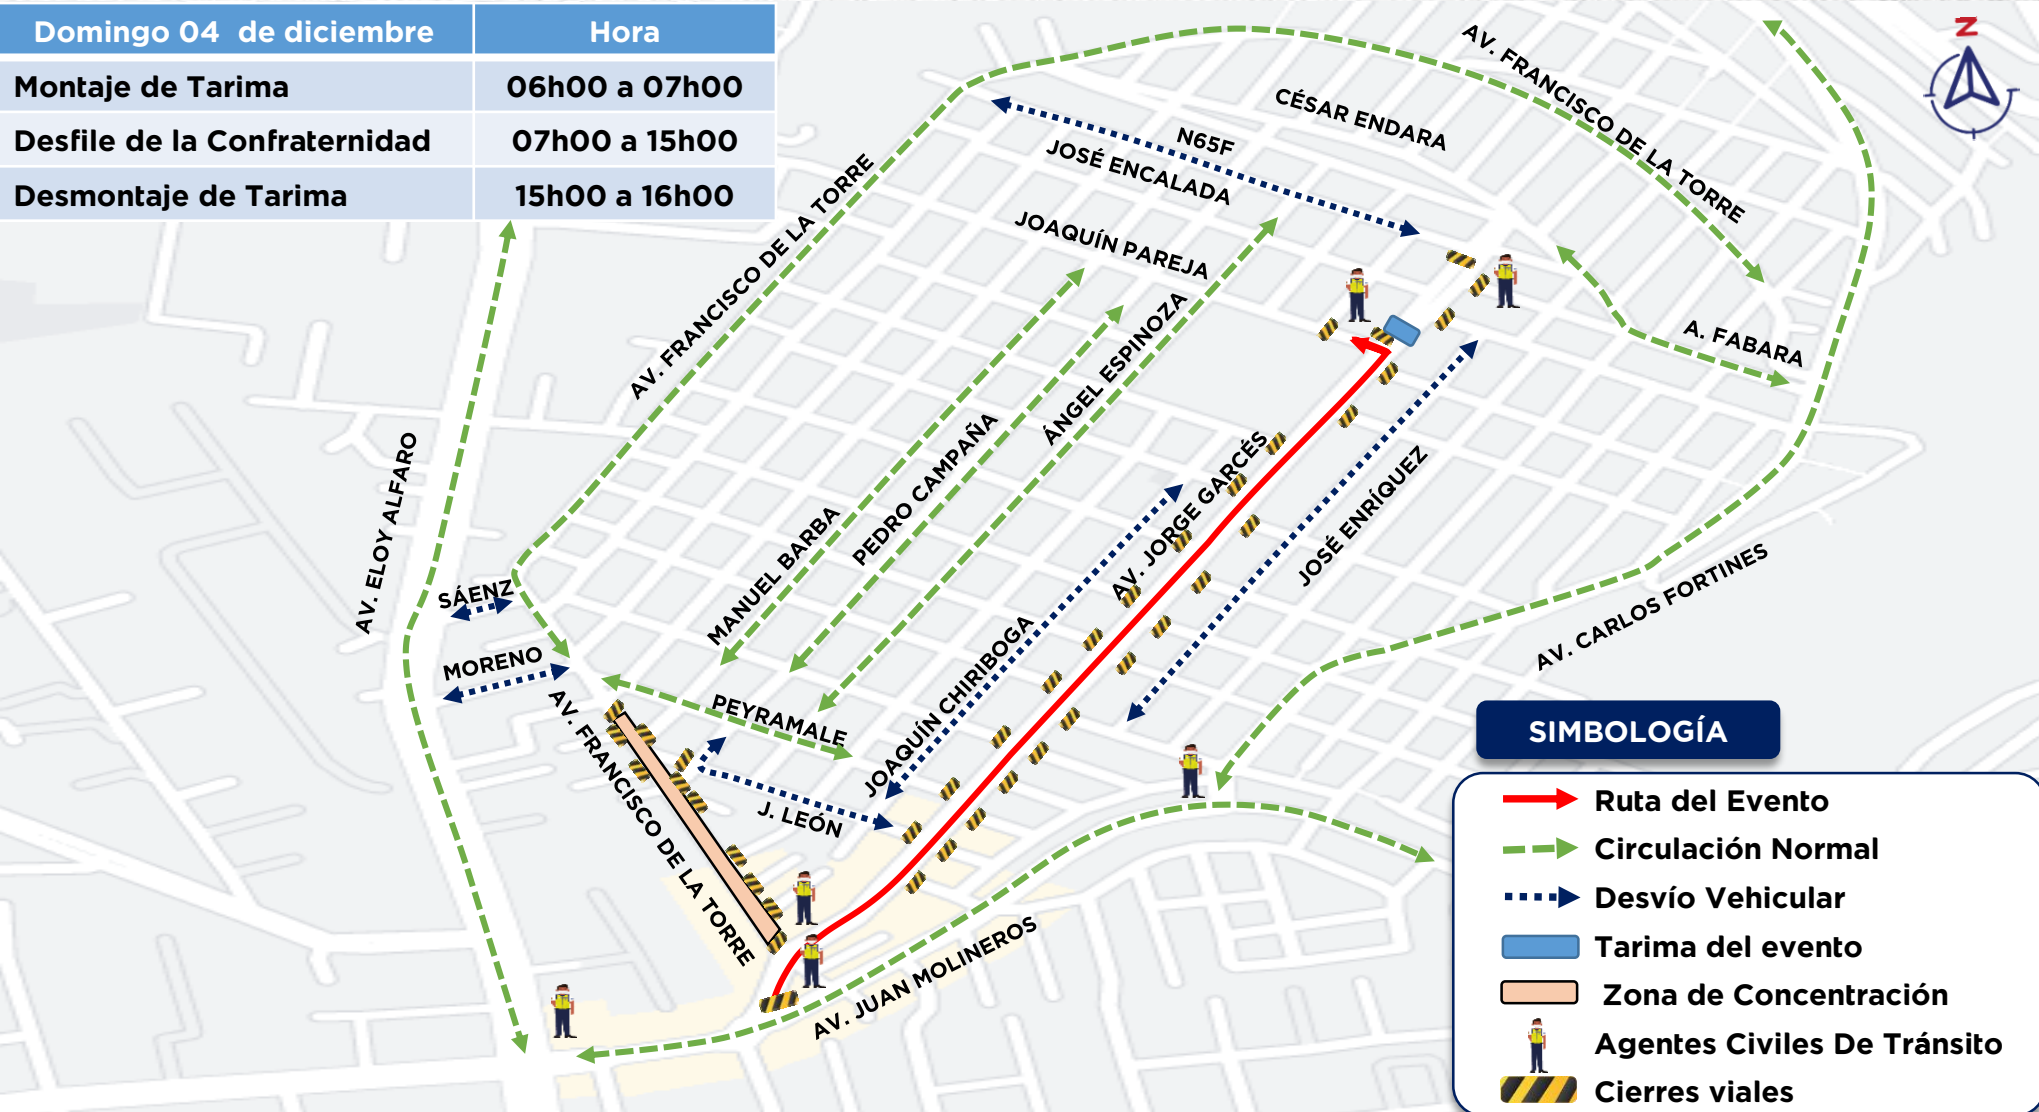 Domingo 04 de diciembre Hora
Montaje de Tarima 06h00 a 07h00
Desfile de la Confraternidad 07h00 a 15h00
Desmontaje de Tarima 15h00 a 16h00
Z
AV. FRANCISCO DE LA TORRE
CÉSAR ENDARA
N65F
JOSÉ ENCALADA
AV. FRANCISCO DE LA TORRE
JOAQUÍN PAREJA
A. FABARA
ÁNGEL ESPINOZA
PEDRO CAMPAÑA
MANUEL BARBA
AV. ELOY ALFARO
AV. JORGE GARCÉS
JOSÉ ENRÍQUEZ
SÁENZ
MORENO
AV. CARLOS FORTINES
JOAQUÍN CHIRIBOGA
PEYRAMALE
AV. FRANCISCO DE LA TORRE
J. LEÓN
AV. JUAN MOLINEROS
SIMBOLOGÍA
Ruta del Evento
Circulación Normal
Desvío Vehicular
Tarima del evento
Zona de Concentración
Agentes Civiles De Tránsito
Cierres viales